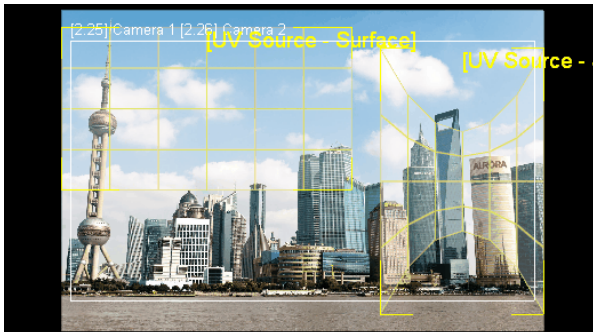 [2.25] Camera 1 [2.26] Camera 2
[UV Source - Surface]
[UV Source -
AURORA